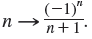 n → (-1)ⁿ / n + 1.